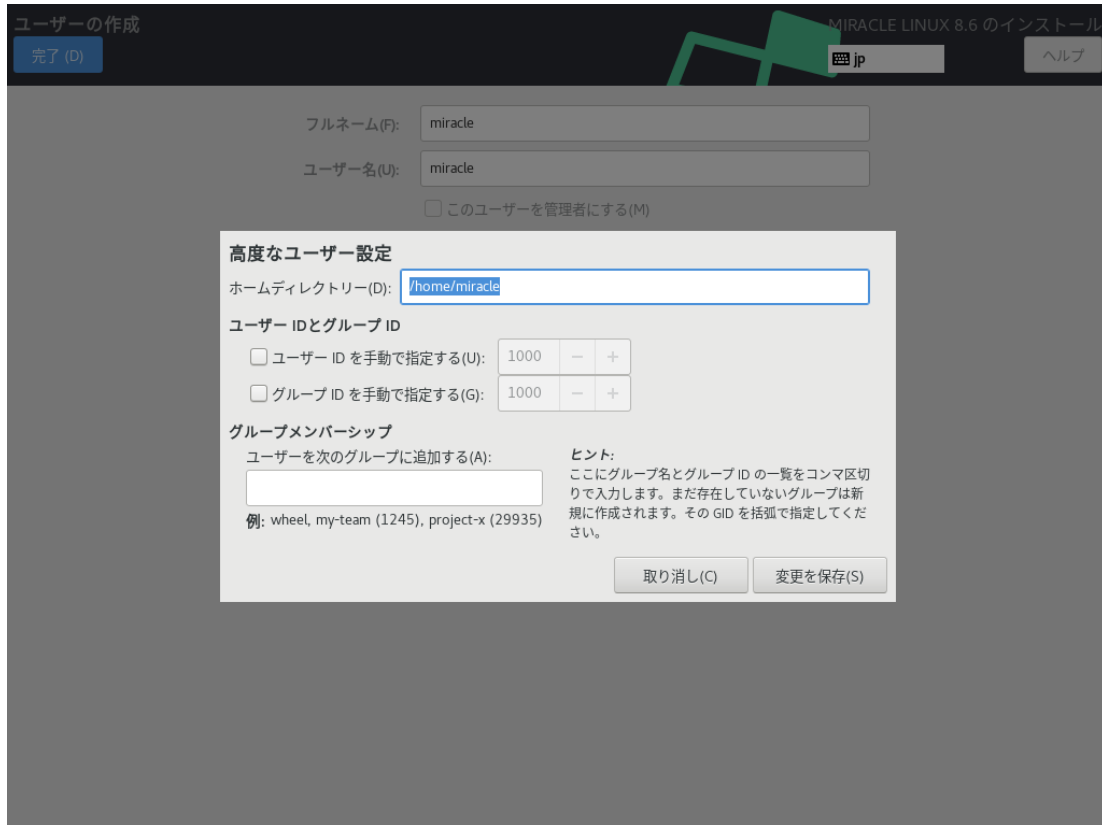 ユーザーの作成
MIRACLE LINUX 8.6 のインストール
完了 (D)
jp
ヘルプ
フルネーム(F):
miracle
ユーザー名(U):
miracle
このユーザーを管理者にする(M)
高度なユーザー設定
ホームディレクトリー(D):
/home/miracle
ユーザー IDとグループ ID
ユーザー ID を手動で指定する(U):
1000
グループ ID を手動で指定する(G):
1000
グループメンバーシップ
ユーザーを次のグループに追加する(A):
例: wheel, my-team (1245), project-x (29935)
ヒント:
ここにグループ名とグループ ID の一覧をコンマ区切
りで入力します。まだ存在していないグループは新
規に作成されます。その GID を括弧で指定してくだ
さい。
取り消し(C)
変更を保存(S)